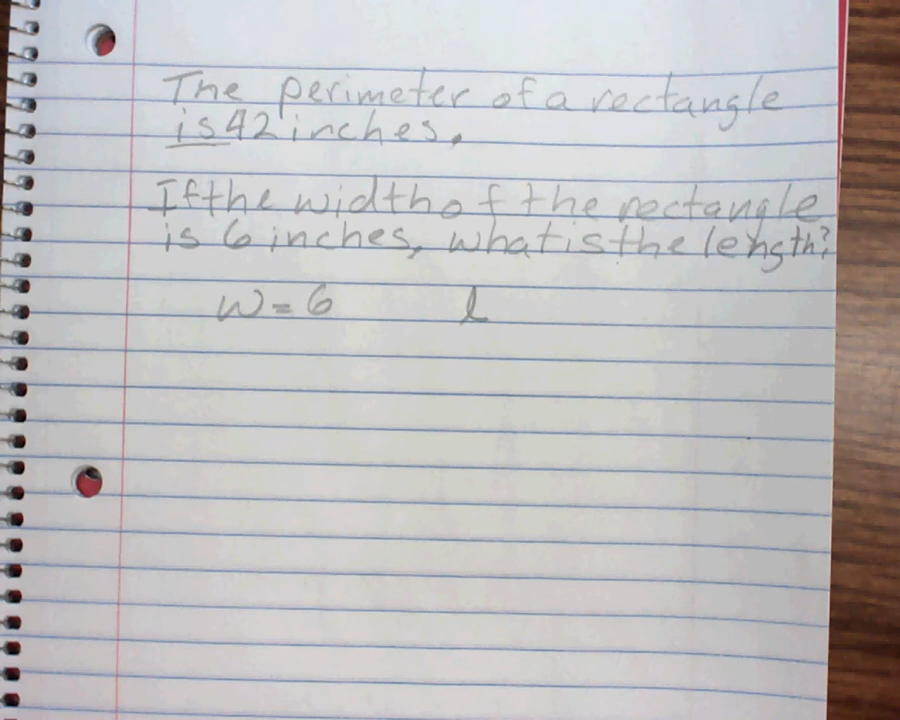 The perimeter of a rectangle
is 42 inches.
If the width of the rectangle
is 6 inches, what is the length?
w = 6 l